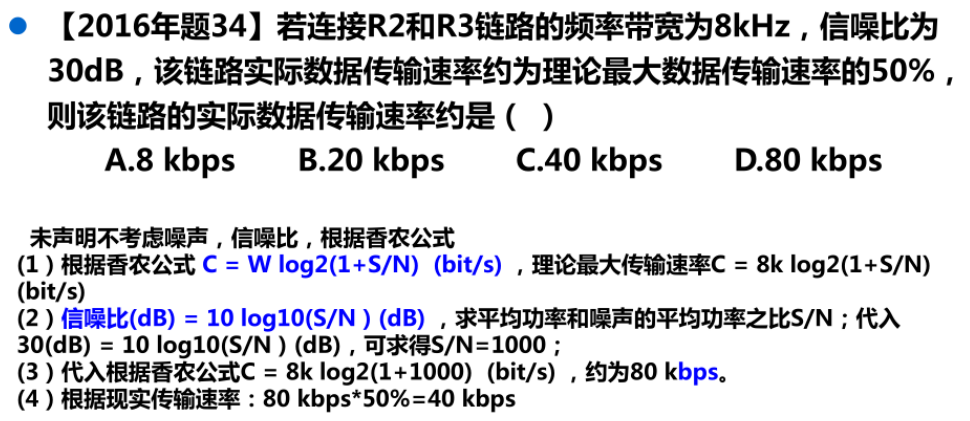 ● 【2016年题34】若连接R2和R3链路的频率带宽为8kHz，信噪比为
30dB，该链路实际数据传输速率约为理论最大数据传输速率的50%，
则该链路的实际数据传输速率约是（ ）
A.8 kbps B.20 kbps C.40 kbps D.80 kbps
未声明不考虑噪声，信噪比，根据香农公式
(1）根据香农公式 C = W log2(1+S/N) (bit/s) ，理论最大传输速率C = 8k log2(1+S/N)
(bit/s)
(2）信噪比(dB) = 10 log10(S/N ) (dB) ，求平均功率和噪声的平均功率之比S/N；代入
30(dB) = 10 log10(S/N ) (dB)，可求得S/N=1000；
(3）代入根据香农公式C = 8k log2(1+1000) (bit/s) ，约为80 kbps。
(4）根据现实传输速率：80 kbps*50%=40 kbps